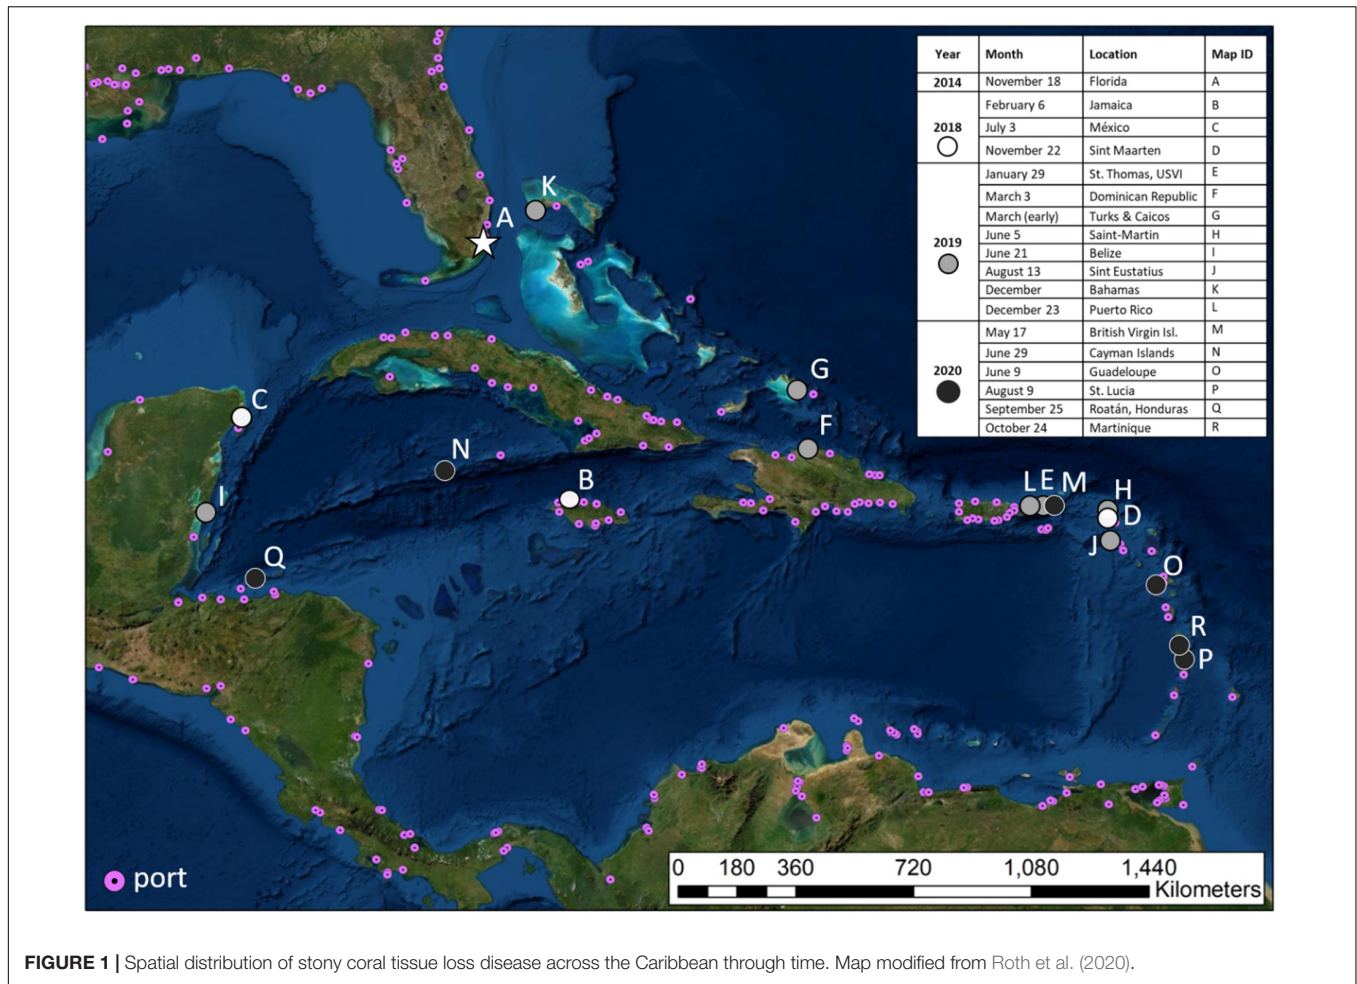 Year Month Location Map ID
2014 November 18 Florida A
2018 February 6 Jamaica B
July 3 México C
November 22 Sint Maarten D
2019 January 29 St. Thomas, USVI E
March 3 Dominican Republic F
March (early) Turks & Caicos G
June 5 Saint-Martin H
June 21 Belize I
August 13 Sint Eustatius J
December Bahamas K
December 23 Puerto Rico L
2020 May 17 British Virgin Isl. M
June 29 Cayman Islands N
June 9 Guadeloupe O
August 9 St. Lucia P
September 25 Roatán, Honduras Q
October 24 Martinique R
K
A
G
C
F
N
B
I
L E M
H
D
J
Q
O
R
P
port
0 180 360 720 1,080 1,440
Kilometers
FIGURE 1 | Spatial distribution of stony coral tissue loss disease across the Caribbean through time. Map modified from Roth et al. (2020).